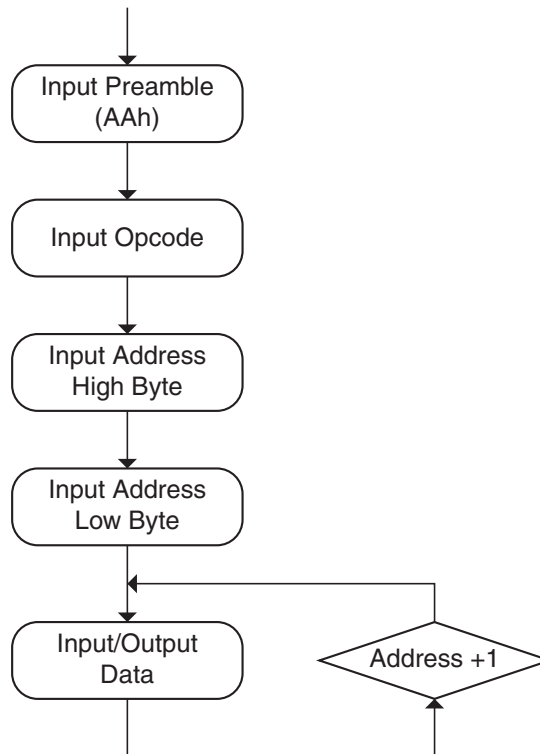 Input Preamble
(AAh)
Input Opcode
Input Address
High Byte
Input Address
Low Byte
Input/Output
Data
Address +1